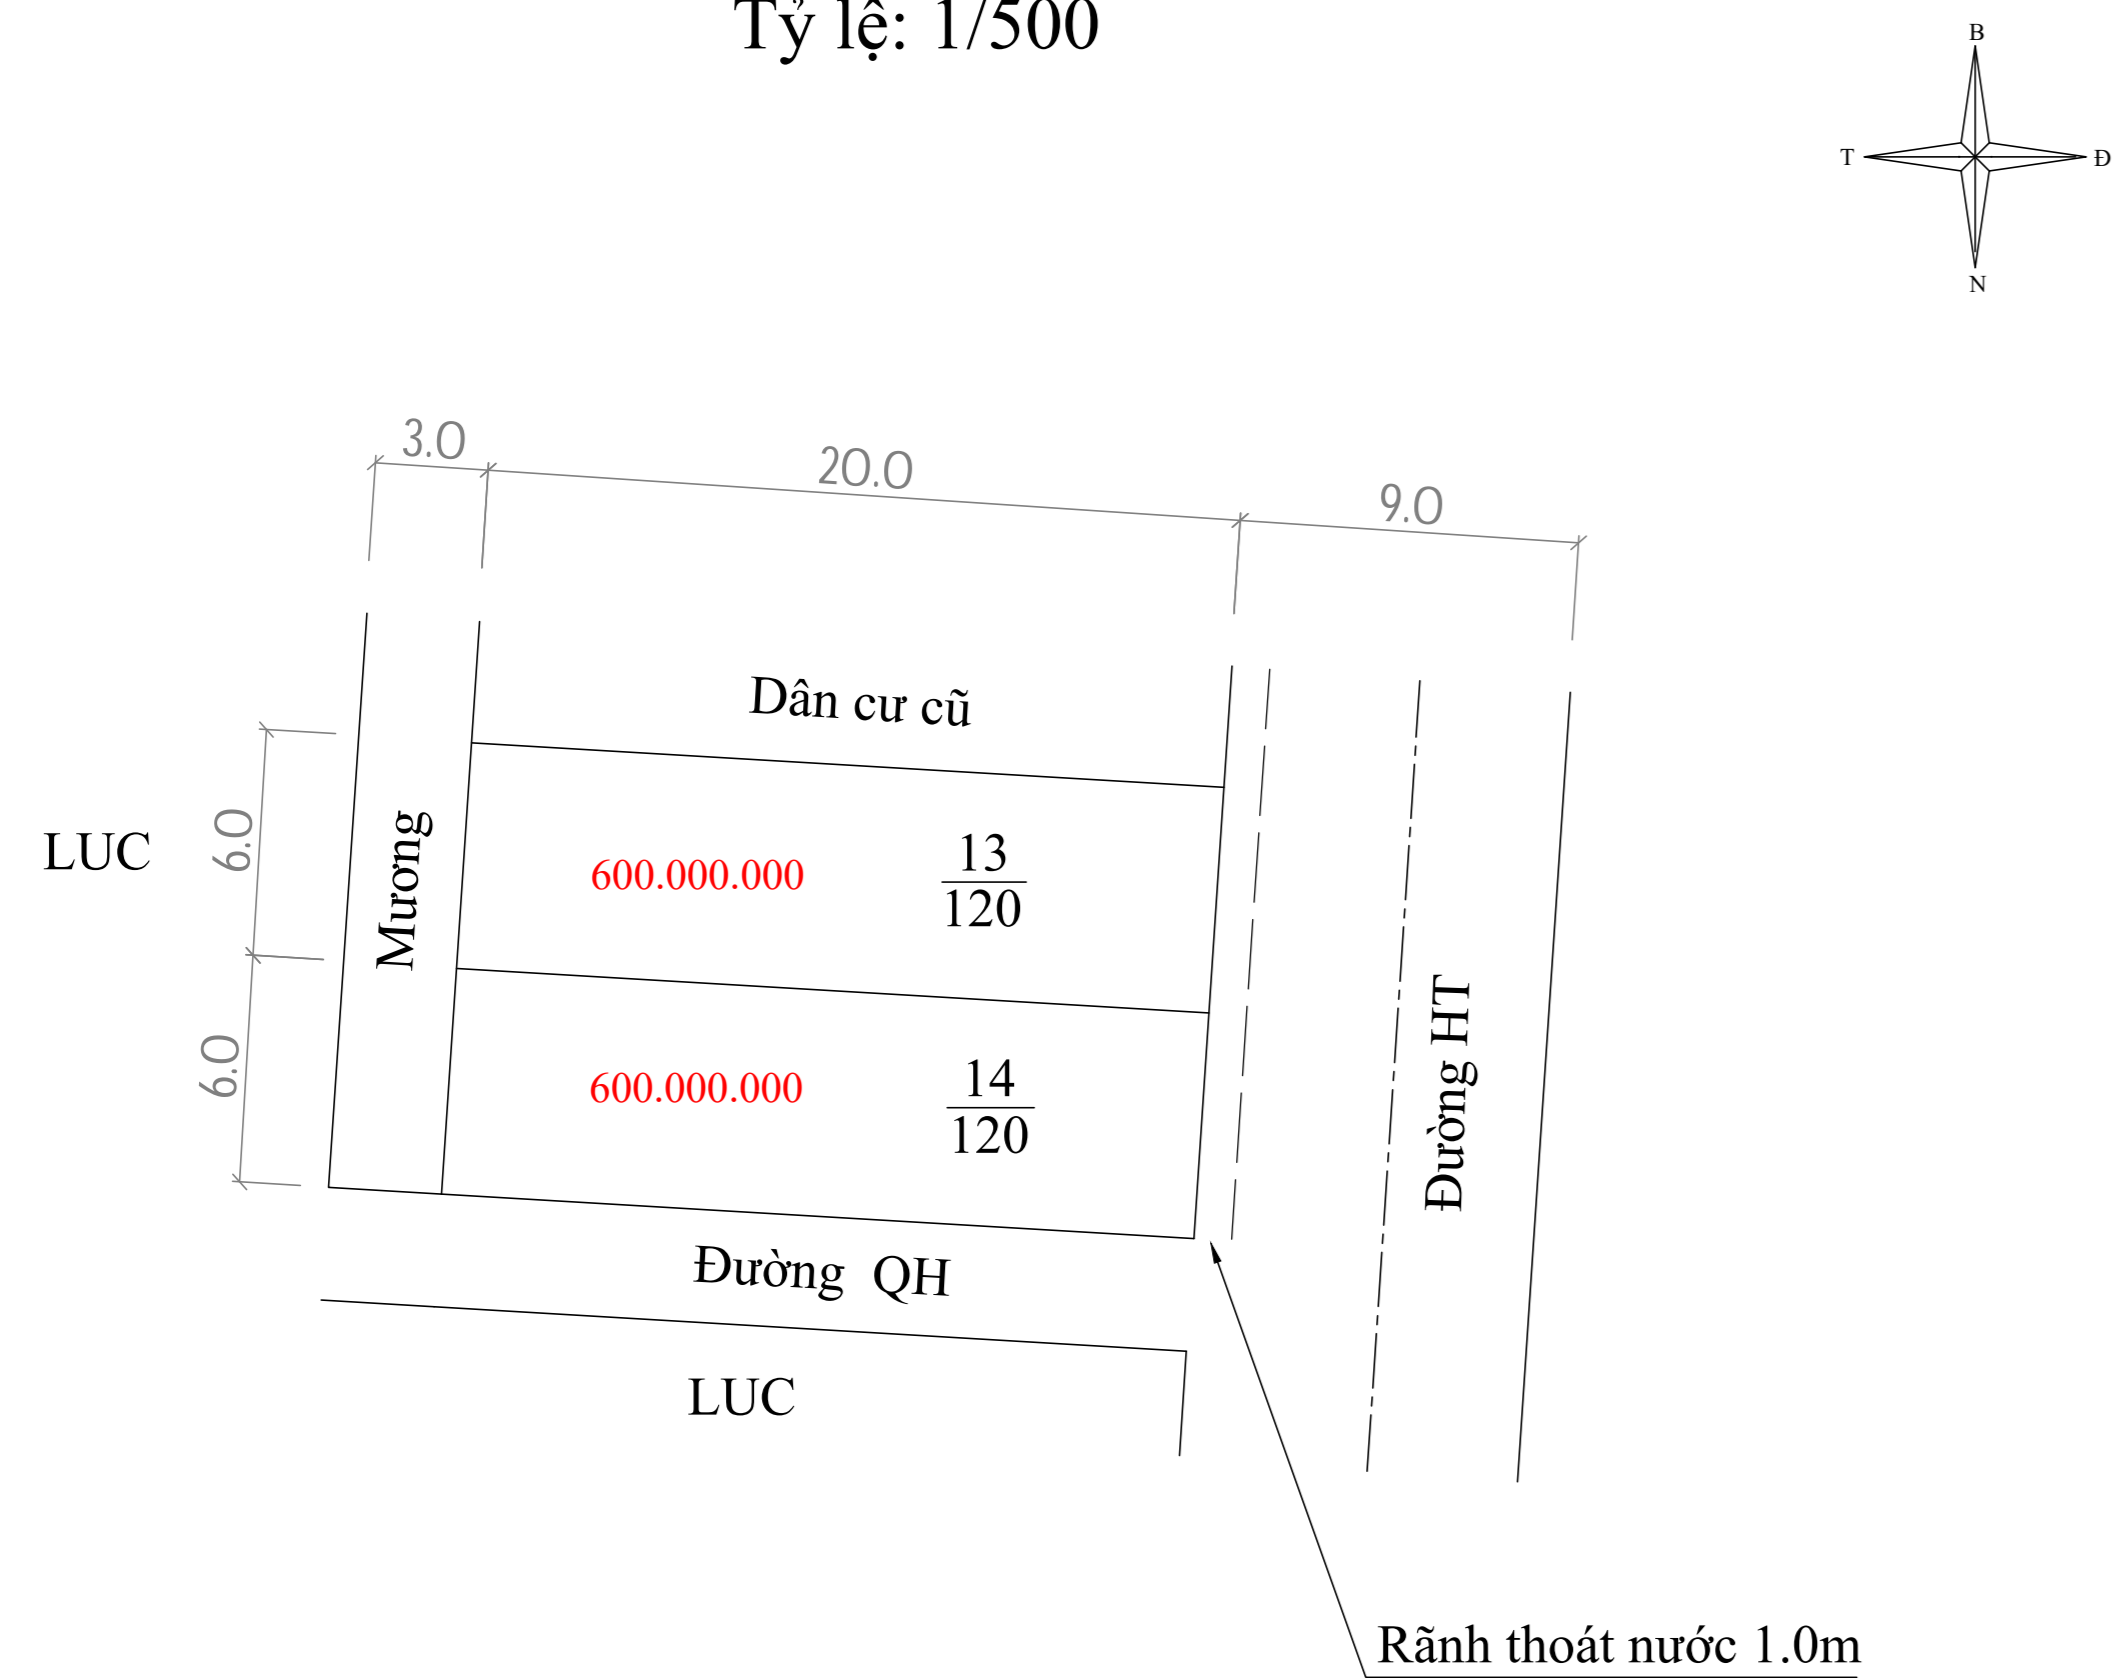 Tỷ lệ: 1/500
B
T
Đ
N
3.0
20.0
9.0
Dân cư cũ
6.0
LUC
Mương
600.000.000
13
120
6.0
600.000.000
14
120
Đường HT
Đường QH
LUC
Rãnh thoát nước 1.0m